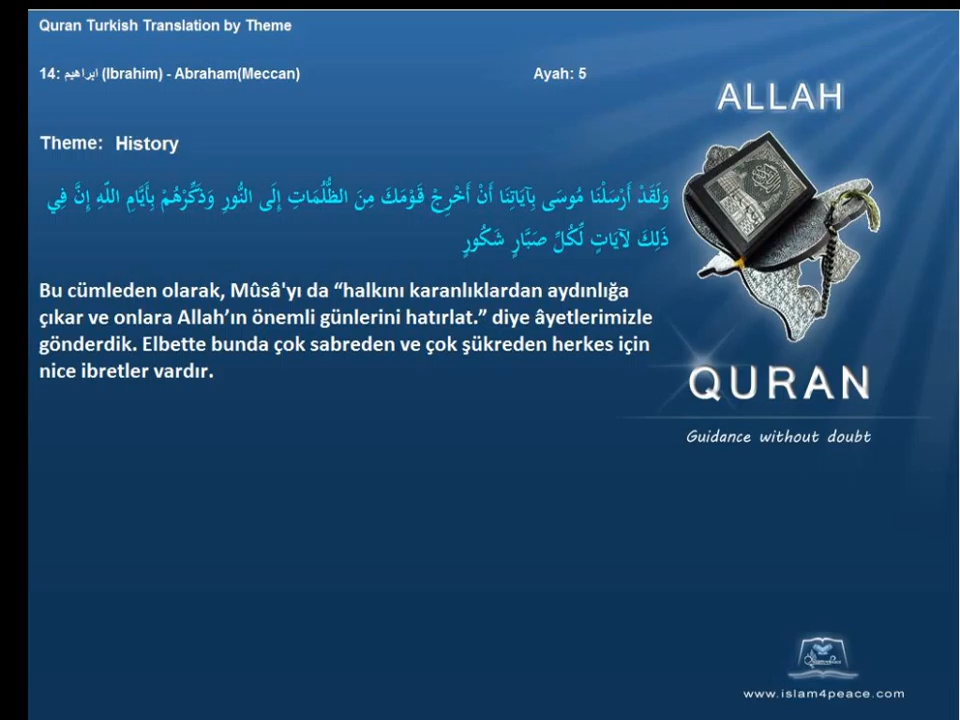 Quran Turkish Translation by Theme
14: ابراهيم (Ibrahim) - Abraham(Meccan)
Ayah: 5
ALLAH
Theme: History
وَلَقَدْ أَرْسَلْنَا مُوسَى بِآيَاتِنَا أَنْ أَخْرِجْ قَوْمَكَ مِنَ الظُّلُمَاتِ إِلَى النُّورِ وَذَكِّرْهُمْ بِأَيَّامِ اللّهِ إِنَّ فِي
ذَلِكَ لآيَاتٍ لِّكُلِّ صَبَّارٍ شَكُورٍ
Bu cümleden olarak, Mûsâ'yı da “halkını karanlıklardan aydınlığa
çıkar ve onlara Allah’ın önemli günlerini hatırlat.” diye âyetlerimizle
gönderdik. Elbette bunda çok sabreden ve çok şükreden herkes için
nice ibretler vardır.
QURAN
Guidance without doubt
www.islam4peace.com